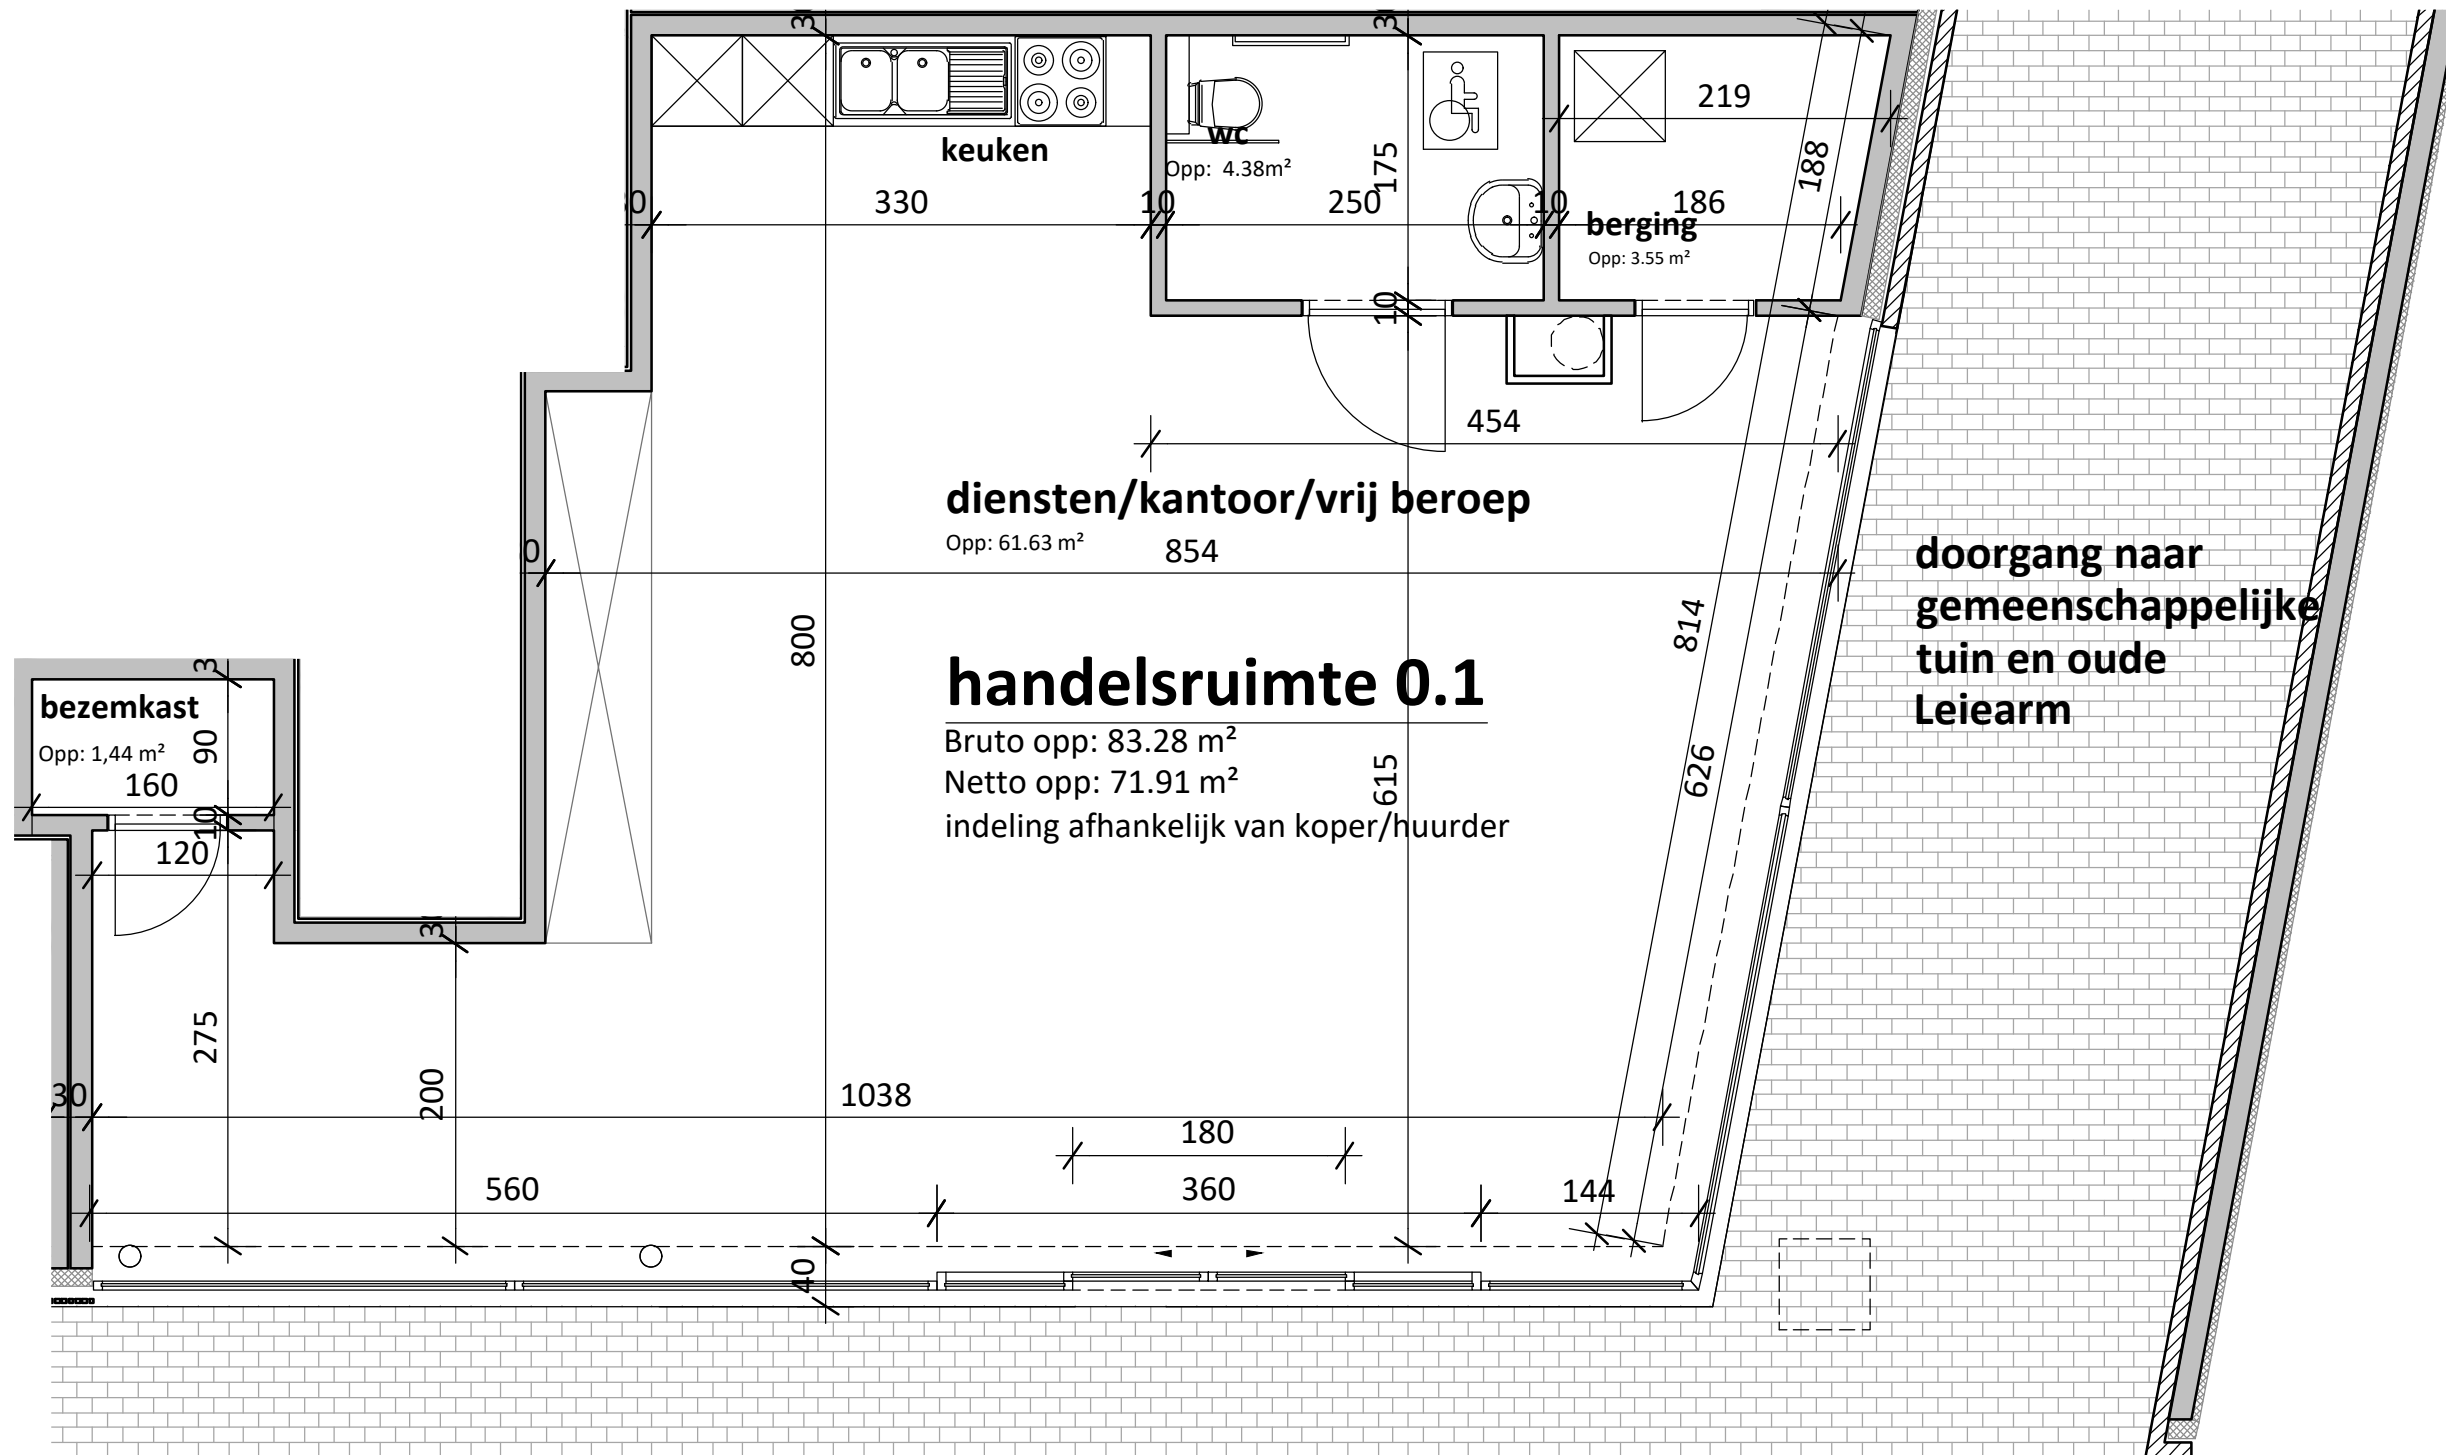 30
30
219
188
keuken
wc
Opp: 4.38m²
175
330
10
250
10
186
berging
Opp: 3.55 m²
10
454
diensten/kantoor/vrij beroep
Opp: 61.63 m²
854
800
814
doorgang naar
gemeenschappelijke
tuin en oude
Leiearm
handelsruimte 0.1
Bruto opp: 83.28 m²
Netto opp: 71.91 m²
indeling afhankelijk van koper/huurder
615
626
bezemkast
Opp: 1,44 m²
90
160
10
120
275
200
30
1038
180
560
360
144
40